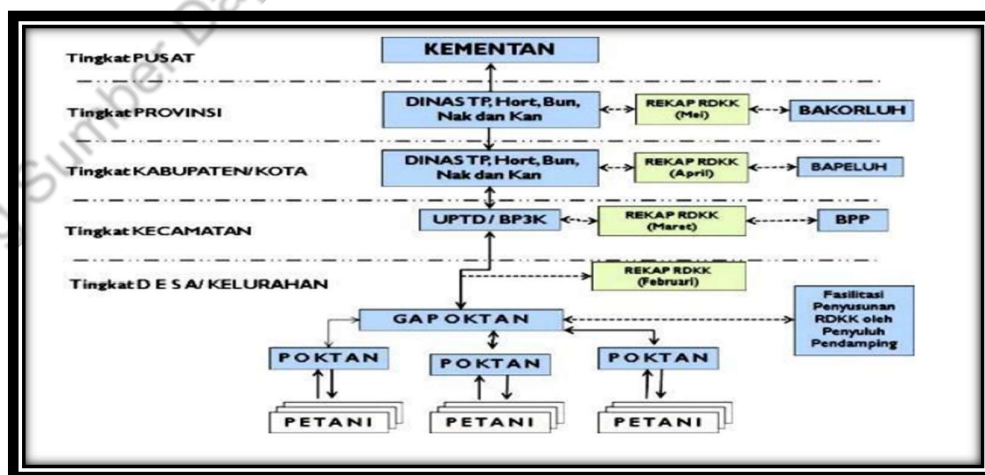 Sumber Da
Tingkat PUSAT
KEMENTAN
Tingkat PROVINSI
DINAS TP, Hort, Bun,
Nak dan Kan
REKAP RDKK
(Mei)
BAKORLUH
Tingkat KABUPATEN/KOTA
DINAS TP, Hort, Bun,
Nak dan Kan
REKAP RDKK
(April)
BAPELUH
Tingkat KECAMATAN
UPTD/ BP3K
REKAP RDKK
(Maret)
BPP
Tingkat D E S A/ KELURAHAN
REKAP RDKK
(Februari)
GAPOKTAN
Fasilitasi
Penyusunan
RDKK oleh
Penyuluh
Pendamping
POKTAN
POKTAN
POKTAN
PETANI
PETANI
PETANI